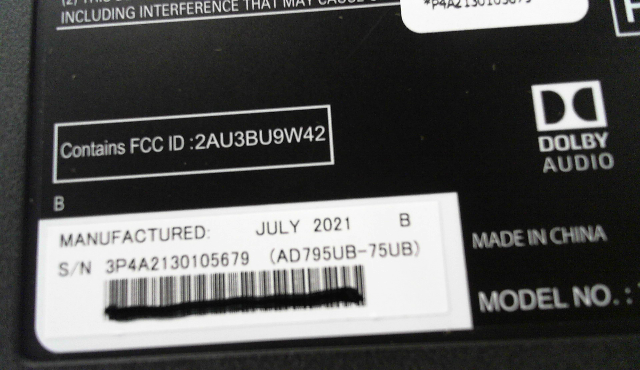 INCLUDING INTERFERENCE THAT MAY CAUSE
Contains FCC ID :2AU3BU9W42
DOLBY
AUDIO
B
MANUFACTURED: JULY 2021 B
S/N 3P4A2130105679 (AD795UB-75UB)
MADE IN CHINA
MODEL NO. :